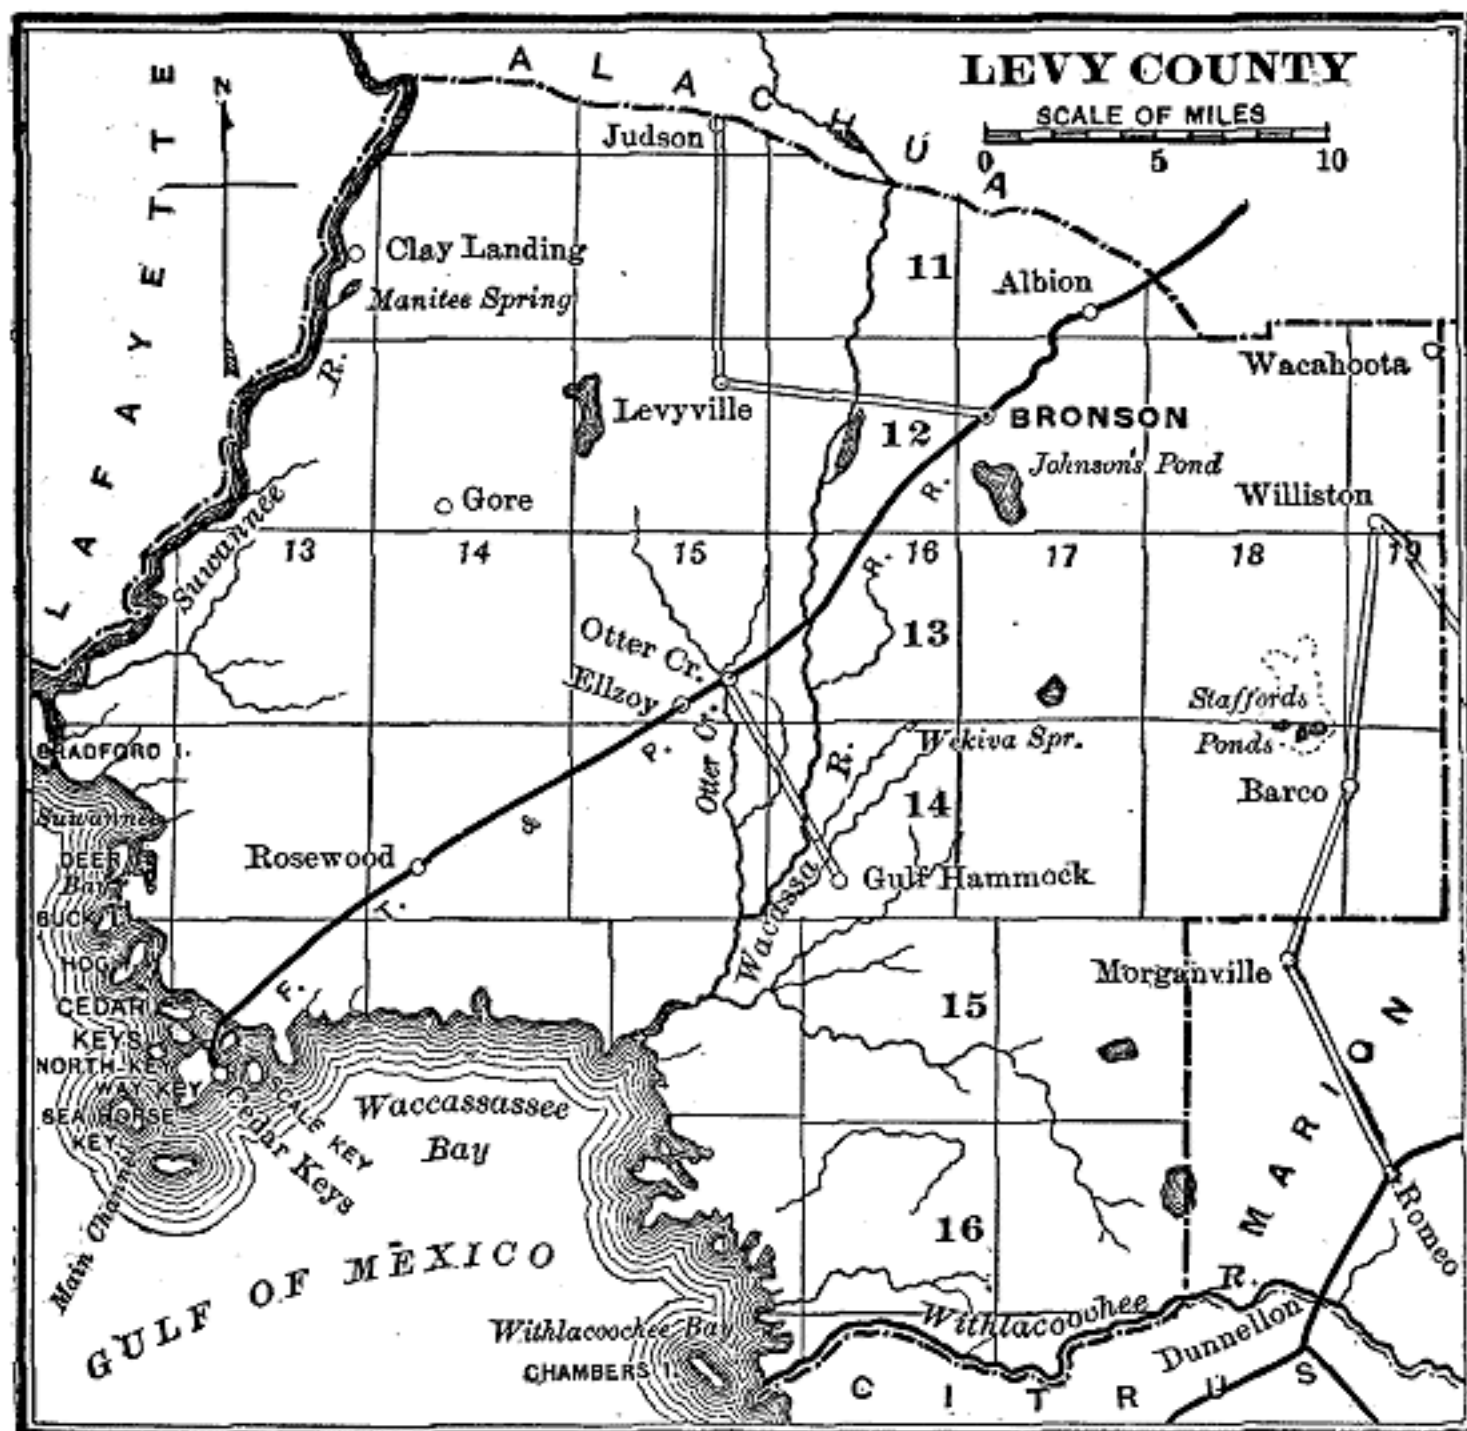 LEVY COUNTY
SCALE OF MILES
0 5 10
LAFAYETTE
ALACHUA
N
Judson
Clay Landing
Manitee Spring
11
Albion
Wacahoota
R.
Levyville
12
BRONSON
Johnson's Pond
Gore
R.
Williston
Suwannee
13 14 15 16 17 18 19
R.
13
Otter Cr.
Ellzoy
Otter Cr.
P.
&
T.
F.
R.
Wekiva Spr.
Staffords
Ponds
BRADFORD I.
Suwannee
Bay
14
Barco
DEER I.
Rosewood
Gulf Hammock
Wacassa
BUCK I.
HOG
Morganville
CEDAR
KEYS
15
NORTH KEY
WAY KEY
SEA HORSE
KEY
SCALE KEY
Cedar Keys
Waccassassee
Bay
Main Channel
MARION
16
Romeo
GULF OF MEXICO
Withlacoochee R.
Withlacoochee Bay
Dunnellon
CHAMBERS I.
CITRUS